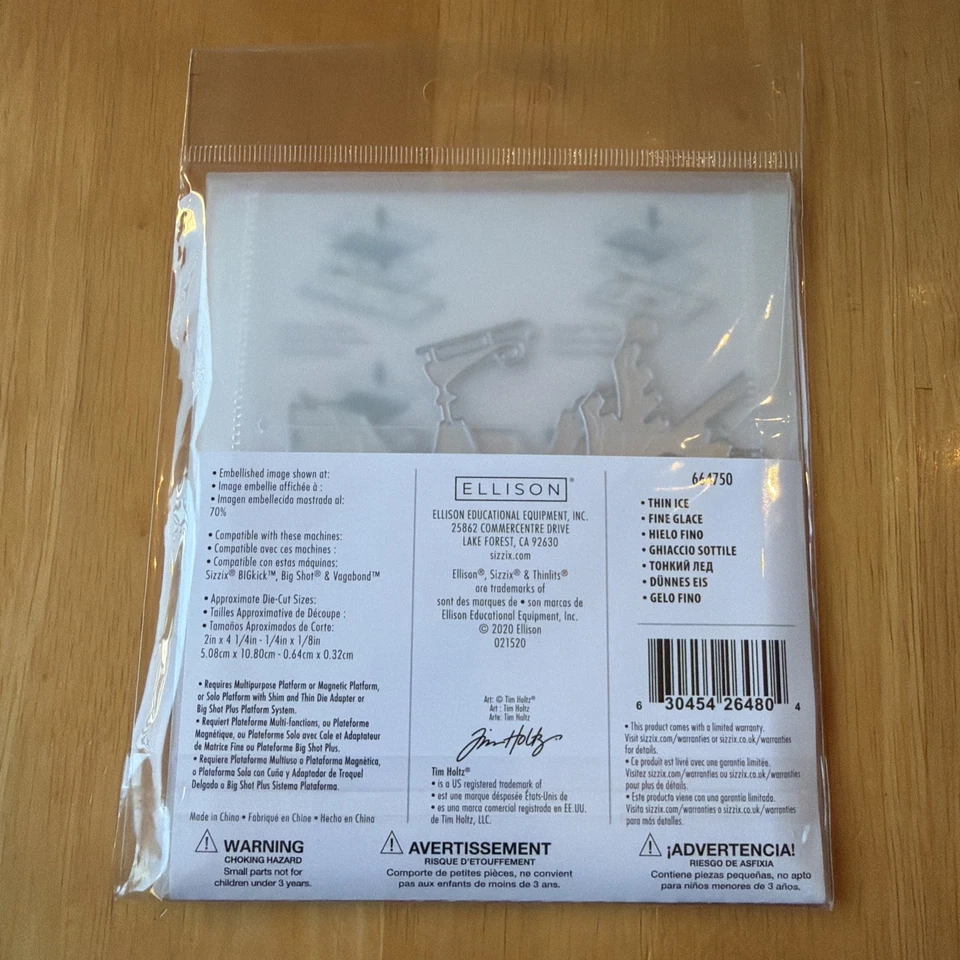 • Embellished image shown at:
• Image embellie affichée à :
• Imagen embellecida mostrada al:
70%
• Compatible with these machines:
• Compatible avec ces machines :
• Compatible con estas máquinas:
Sizzix® BIGkick™, Big Shot® & Vagabond™
• Approximate Die-Cut Sizes:
• Tailles Approximative de Découpe :
• Tamaños Aproximados de Corte:
2in x 4 1/4in - 1/4in x 1/8in
5.08cm x 10.80cm - 0.64cm x 0.32cm
• Requires Multipurpose Platform or Magnetic Platform,
or Solo Platform with Shim and Thin Die Adapter or
Big Shot Plus Platform System.
• Requiert Plateforme Multi-fonctions, ou Plateforme
Magnétique, ou Plateforme Solo avec Cale et Adaptateur
de Matrice Fine ou Plateforme Big Shot Plus.
• Requiere Plataforma Multiuso o Plataforma Magnética,
o Plataforma Solo con Cuña y Adaptador de Troquel
Delgado o Big Shot Plus Sistema Plataforma.
Made in China • Fabriqué en Chine • Hecho en China
ELLISON®
ELLISON EDUCATIONAL EQUIPMENT, INC.
25862 COMMERCENTRE DRIVE
LAKE FOREST, CA 92630
sizzix.com
Ellison®, Sizzix® & Thinlits®
are trademarks of
sont des marques de • son marcas de
Ellison Educational Equipment, Inc.
© 2020 Ellison
021520
Art: © Tim Holtz®
Art : Tim Holtz
Arte: Tim Holtz
Tim Holtz
Tim Holtz®
• is a US registered trademark of
• est une marque désposée États-Unis de
• es una marca comercial registrada en EE.UU.
de Tim Holtz, LLC.
664750
• THIN ICE
• FINE GLACE
• HIELO FINO
• GHIACCIO SOTTILE
• ТОНКИЙ ЛЕД
• DÜNNES EIS
• GELO FINO
6 30454 26480 4
• This product comes with a limited warranty.
Visit sizzix.com/warranties or sizzix.co.uk/warranties
for details.
• Ce produit est livré avec une garantie limitée.
Visitez sizzix.com/warranties ou sizzix.co.uk/warranties
pour plus de détails.
• Este producto viene con una garantía limitada.
Visita sizzix.com/warranties o sizzix.co.uk/warranties
para más detalles.
WARNING
CHOKING HAZARD
Small parts not for
children under 3 years.
AVERTISSEMENT
RISQUE D'ETOUFFEMENT
Comporte de petites pièces, ne convient
pas aux enfants de moins de 3 ans.
¡ADVERTENCIA!
RIESGO DE ASFIXIA
Contiene piezas pequeñas, no apto
para niños menores de 3 años.